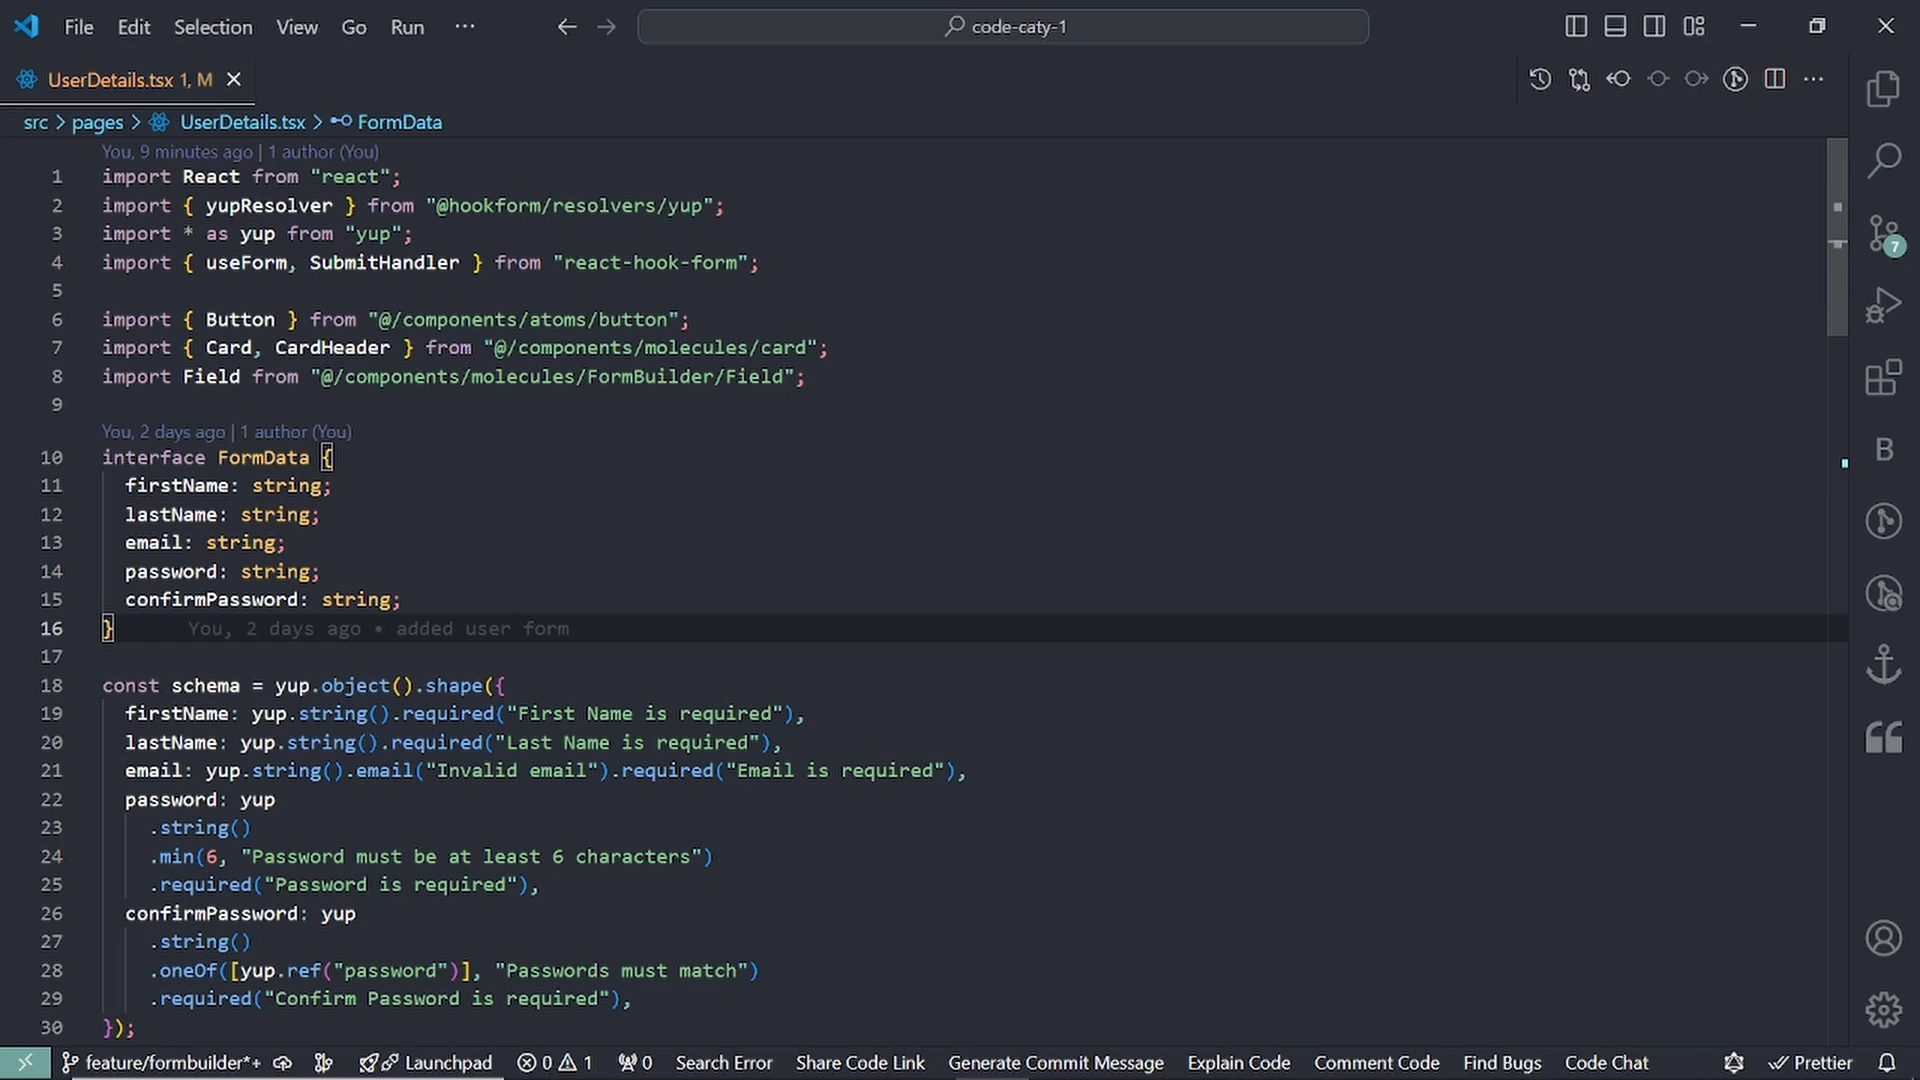 File Edit Selection View Go Run ··· code-caty-1
UserDetails.tsx 1, M
src > pages > UserDetails.tsx > FormData
You, 9 minutes ago | 1 author (You)
1 import React from "react";
2 import { yupResolver } from "@hookform/resolvers/yup";
3 import * as yup from "yup";
4 import { useForm, SubmitHandler } from "react-hook-form";
5
6 import { Button } from "@/components/atoms/button";
7 import { Card, CardHeader } from "@/components/molecules/card";
8 import Field from "@/components/molecules/FormBuilder/Field";
9
You, 2 days ago | 1 author (You)
10 interface FormData {
11 firstName: string;
12 lastName: string;
13 email: string;
14 password: string;
15 confirmPassword: string;
16 } You, 2 days ago • added user form
17
18 const schema = yup.object().shape({
19 firstName: yup.string().required("First Name is required"),
20 lastName: yup.string().required("Last Name is required"),
21 email: yup.string().email("Invalid email").required("Email is required"),
22 password: yup
23 .string()
24 .min(6, "Password must be at least 6 characters")
25 .required("Password is required"),
26 confirmPassword: yup
27 .string()
28 .oneOf([yup.ref("password")], "Passwords must match")
29 .required("Confirm Password is required"),
30 });
7
B
feature/formbuilder*+ Launchpad 0 1 0 Search Error Share Code Link Generate Commit Message Explain Code Comment Code Find Bugs Code Chat Prettier